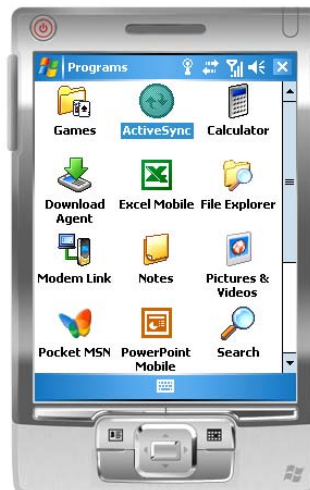 Programs
Games
ActiveSync
Calculator
Download
Agent
Excel Mobile
File Explorer
Modem Link
Notes
Pictures &
Videos
Pocket MSN
PowerPoint
Mobile
Search